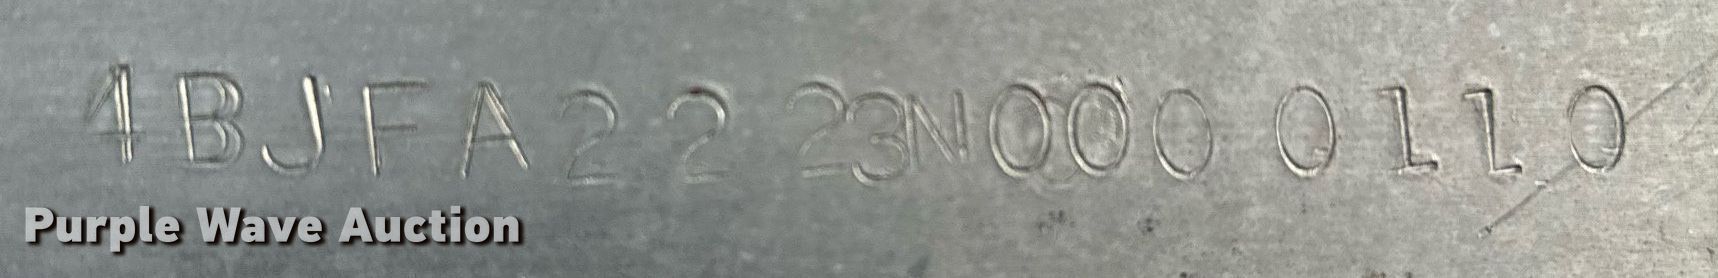 4BJFA2223N0000110
Purple Wave Auction